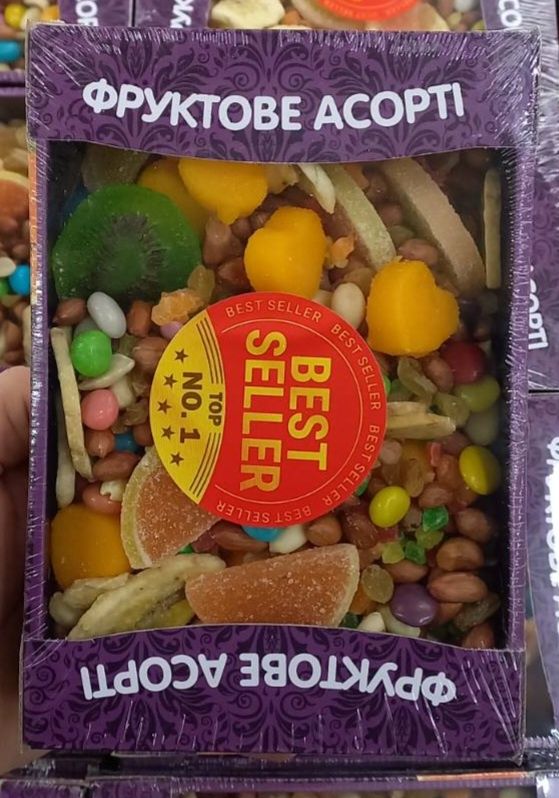 ФРУКТОВЕ АСОРТІ
BEST SELLER BEST SELLER BEST SELLER BEST SELLER
BEST
SELLER
TOP
NO. 1
ФРУКТОВЕ АСОРТІ